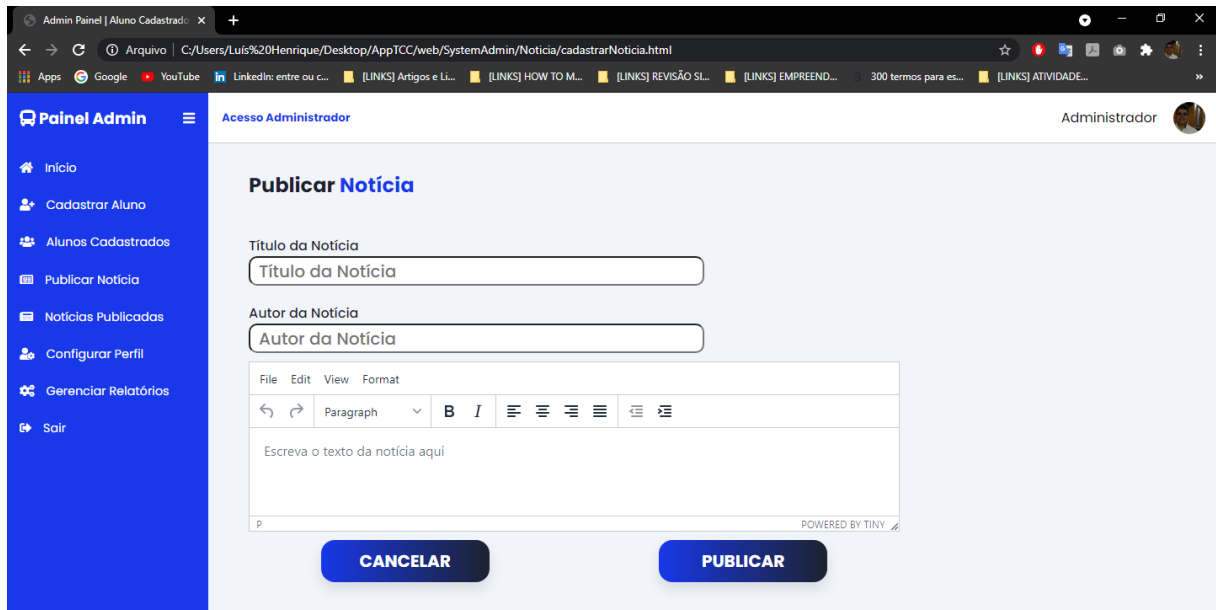 Admin Painel | Aluno Cadastrado
Arquivo | C:/Users/Luís%20Henrique/Desktop/AppTCC/web/SystemAdmin/Noticia/cadastrarNoticia.html
Apps Google YouTube LinkedIn: entre ou c... [LINKS] Artigos e Li... [LINKS] HOW TO M... [LINKS] REVISÃO SI... [LINKS] EMPREEND... 300 termos para es... [LINKS] ATIVIDADE... »
Painel Admin
Acesso Administrador
Administrador
Início
Cadastrar Aluno
Alunos Cadastrados
Publicar Notícia
Notícias Publicadas
Configurar Perfil
Gerenciar Relatórios
Sair
Publicar Notícia
Título da Notícia
Título da Notícia
Autor da Notícia
Autor da Notícia
File Edit View Format
Paragraph B I
Escreva o texto da notícia aqui
P POWERED BY TINY
CANCELAR PUBLICAR